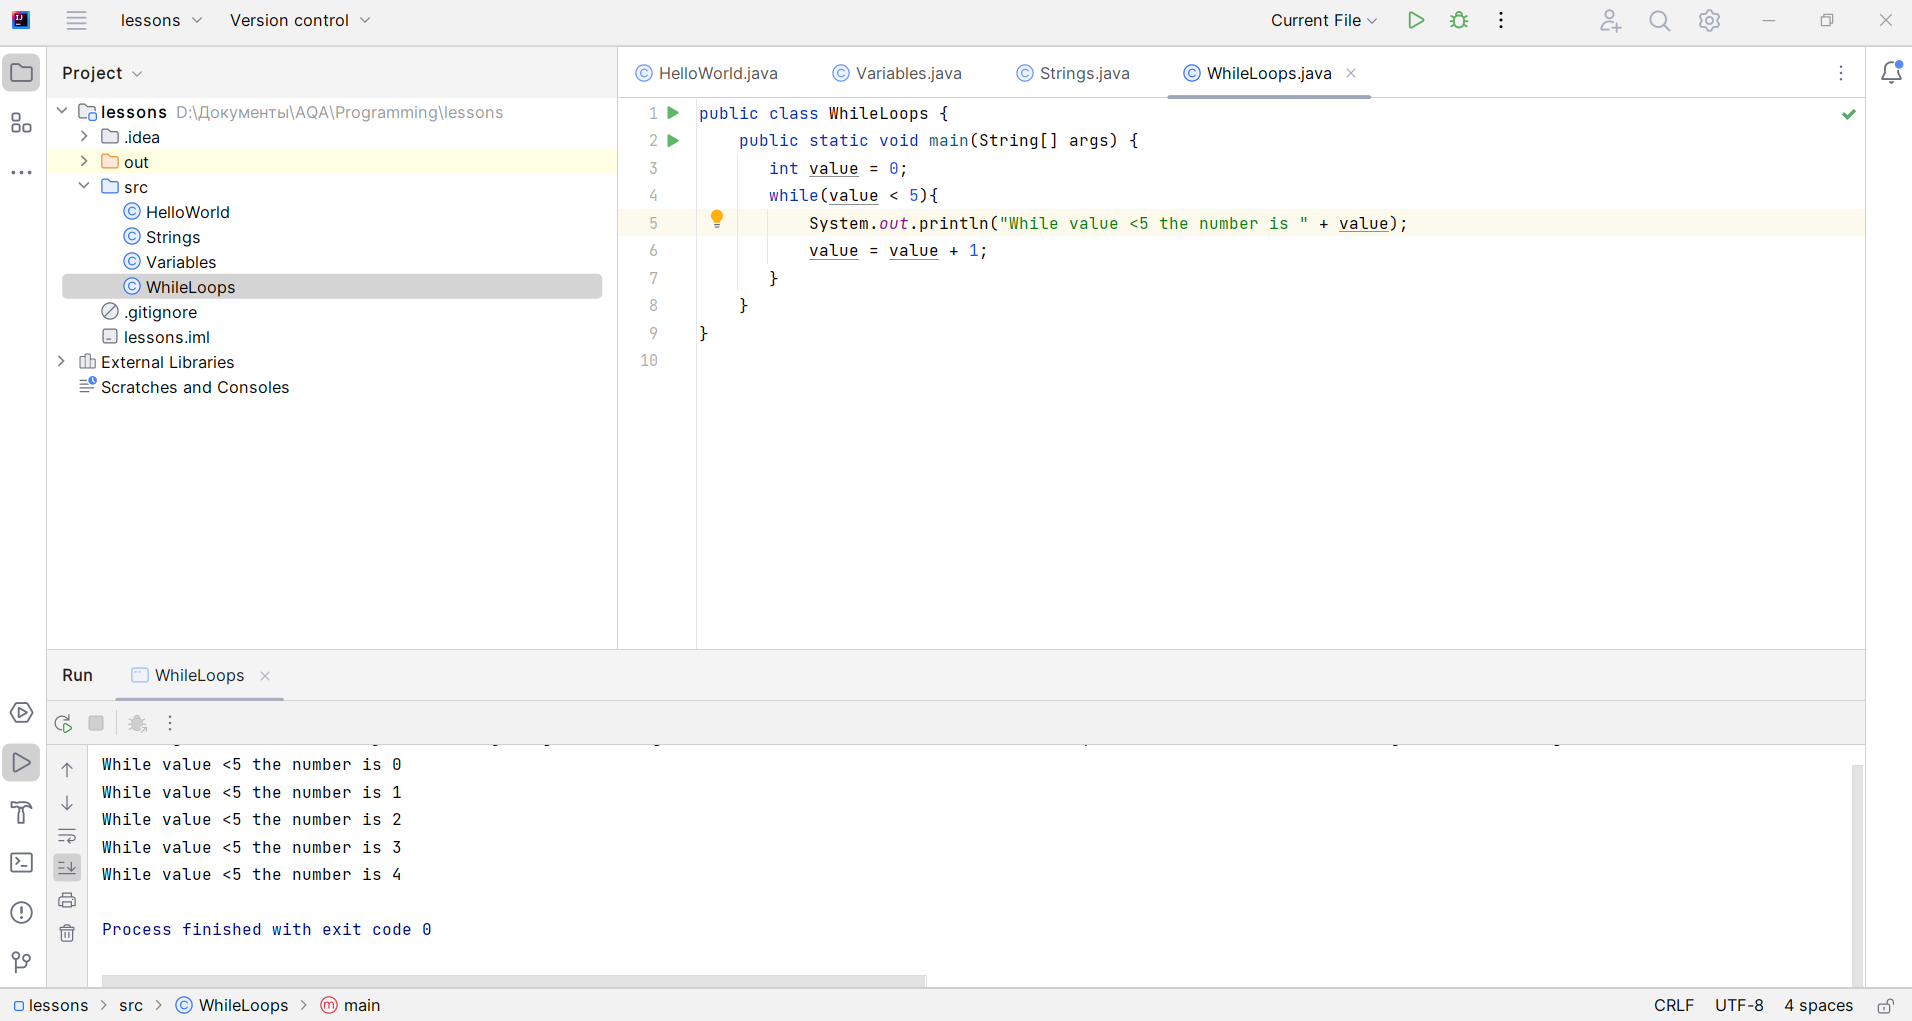 lessons Version control Current File
Project
HelloWorld.java Variables.java Strings.java WhileLoops.java
lessons D:\Документы\AQA\Programming\lessons
.idea
out
src
HelloWorld
Strings
Variables
WhileLoops
.gitignore
lessons.iml
External Libraries
Scratches and Consoles
1 public class WhileLoops {
2 public static void main(String[] args) {
3 int value = 0;
4 while(value < 5){
5 System.out.println("While value <5 the number is " + value);
6 value = value + 1;
7 }
8 }
9 }
10
Run WhileLoops
While value <5 the number is 0
While value <5 the number is 1
While value <5 the number is 2
While value <5 the number is 3
While value <5 the number is 4
Process finished with exit code 0
lessons > src > WhileLoops > main CRLF UTF-8 4 spaces